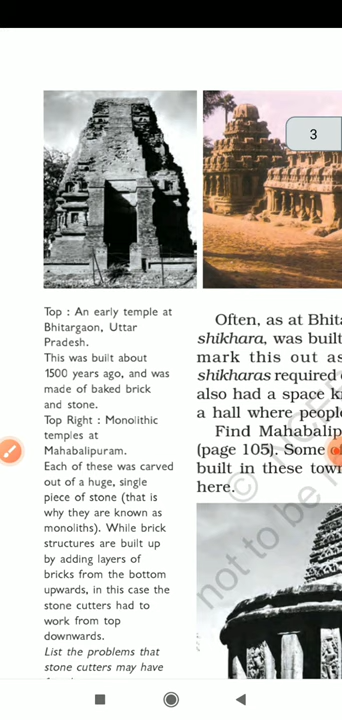 3
Top : An early temple at
Bhitargaon, Uttar
Pradesh.
This was built about
1500 years ago, and was
made of baked brick
and stone.
Top Right : Monolithic
temples at
Mahabalipuram.
Each of these was carved
out of a huge, single
piece of stone (that is
why they are known as
monoliths). While brick
structures are built up
by adding layers of
bricks from the bottom
upwards, in this case the
stone cutters had to
work from top
downwards.
List the problems that
stone cutters may have
Often, as at Bhita
shikhara, was built
mark this out as
shikharas required
also had a space k
a hall where people
Find Mahabalip
(page 105). Some
built in these town
here.
© NCE
not to be